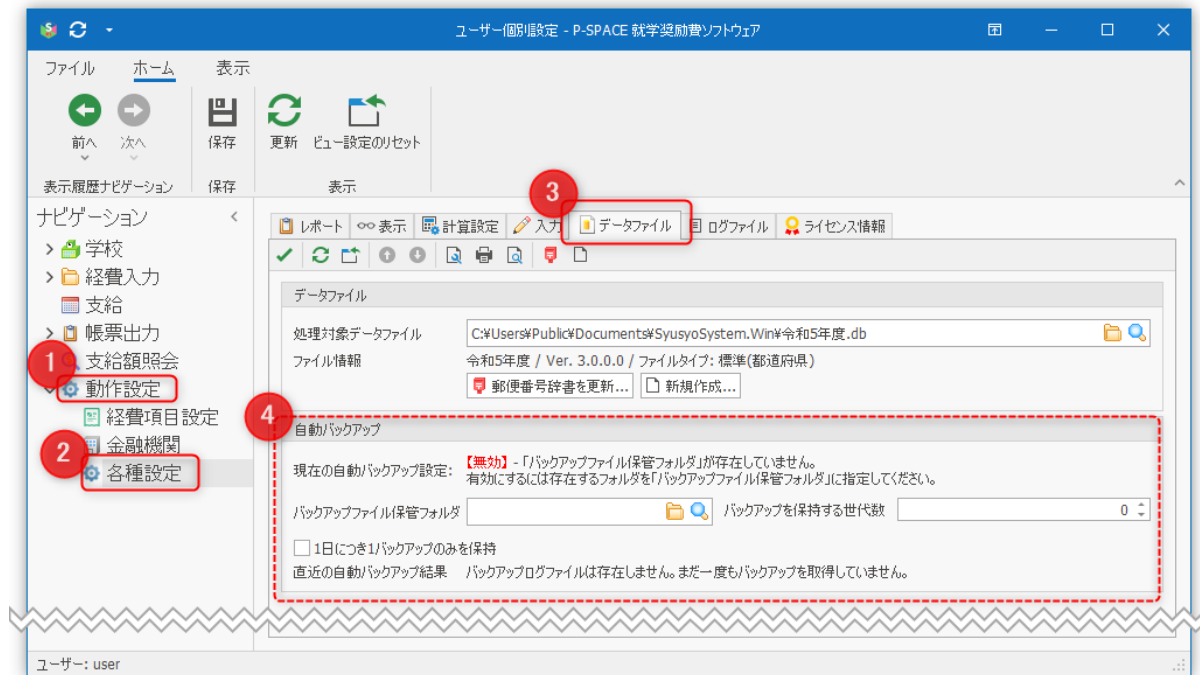 ユーザー個別設定 - P-SPACE 就学奨励費ソフトウェア
ファイル ホーム 表示
前へ 次へ 保存 更新 ビュー設定のリセット
表示履歴ナビゲーション 保存 表示
3
ナビゲーション
レポート 表示 計算設定 入力 データファイル ログファイル ライセンス情報
学校
経費入力
支給
帳票出力
1
支給額照会
動作設定
経費項目設定
金融機関
2
各種設定
データファイル
処理対象データファイル C:¥Users¥Public¥Documents¥SyusyoSystem.Win¥令和5年度.db
ファイル情報 令和5年度 / Ver. 3.0.0.0 / ファイルタイプ: 標準(都道府県)
郵便番号辞書を更新... 新規作成...
4
自動バックアップ
現在の自動バックアップ設定: 【無効】 - 「バックアップファイル保管フォルダ」が存在していません。
有効にするには存在するフォルダを「バックアップファイル保管フォルダ」に指定してください。
バックアップファイル保管フォルダ バックアップを保持する世代数 0
1日につき1バックアップのみを保持
直近の自動バックアップ結果 バックアップログファイルは存在しません。まだ一度もバックアップを取得していません。
ユーザー: user